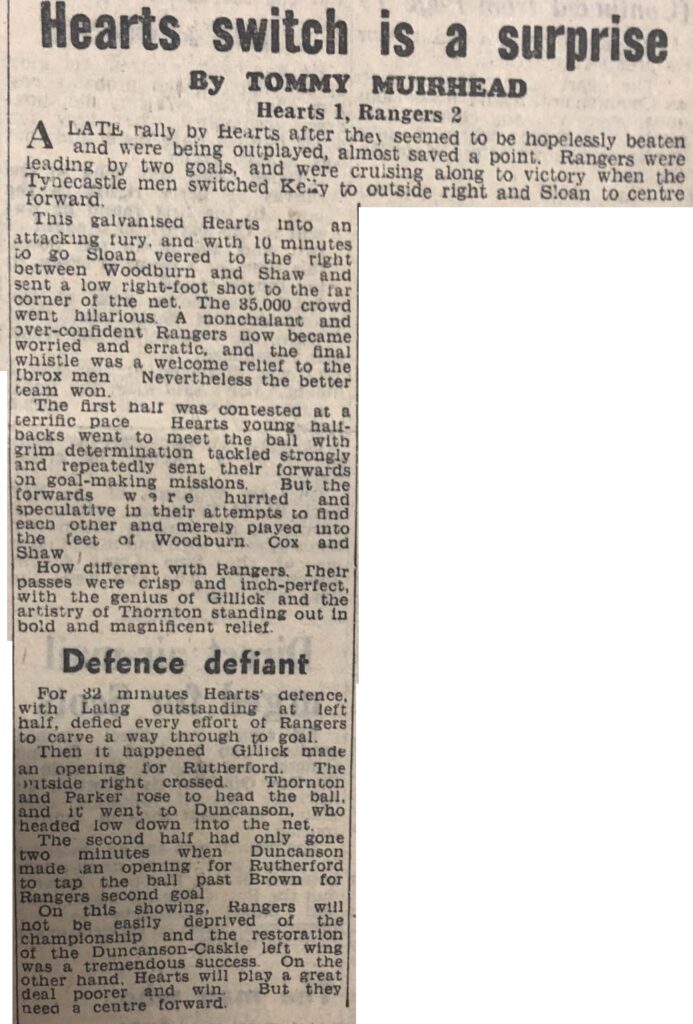 Hearts switch is a surprise
By TOMMY MUIRHEAD
Hearts 1, Rangers 2
A LATE rally by Hearts after they seemed to be hopelessly beaten
and were being outplayed, almost saved a point. Rangers were
leading by two goals, and were cruising along to victory when the
Tynecastle men switched Kelly to outside right and Sloan to centre
forward.
This galvanised Hearts into an
attacking fury, and with 10 minutes
to go Sloan veered to the right
between Woodburn and Shaw and
sent a low right-foot shot to the far
corner of the net. The 35,000 crowd
went hilarious. A nonchalant and
over-confident Rangers now became
worried and erratic, and the final
whistle was a welcome relief to the
Ibrox men Nevertheless the better
team won.
The first half was contested at a
terrific pace Hearts young half-
backs went to meet the ball with
grim determination tackled strongly
and repeatedly sent their forwards
on goal-making missions. But the
forwards were hurried and
speculative in their attempts to find
each other and merely played into
the feet of Woodburn. Cox and
Shaw
How different with Rangers. Their
passes were crisp and inch-perfect,
with the genius of Gillick and the
artistry of Thornton standing out in
bold and magnificent relief.
Defence defiant
For 32 minutes Hearts' defence,
with Laing outstanding at left
half, defied every effort of Rangers
to carve a way through to goal.
Then it happened Gillick made
an opening for Rutherford. The
outside right crossed. Thornton
and Parker rose to head the ball,
and it went to Duncanson, who
headed low down into the net.
The second half had only gone
two minutes when Duncanson
made an opening for Rutherford
to tap the ball past Brown for
Rangers second goal
On this showing, Rangers will
not be easily deprived of the
championship and the restoration
of the Duncanson-Caskie left wing
was a tremendous success. On the
other hand, Hearts will play a great
deal poorer and win. But they
need a centre forward.